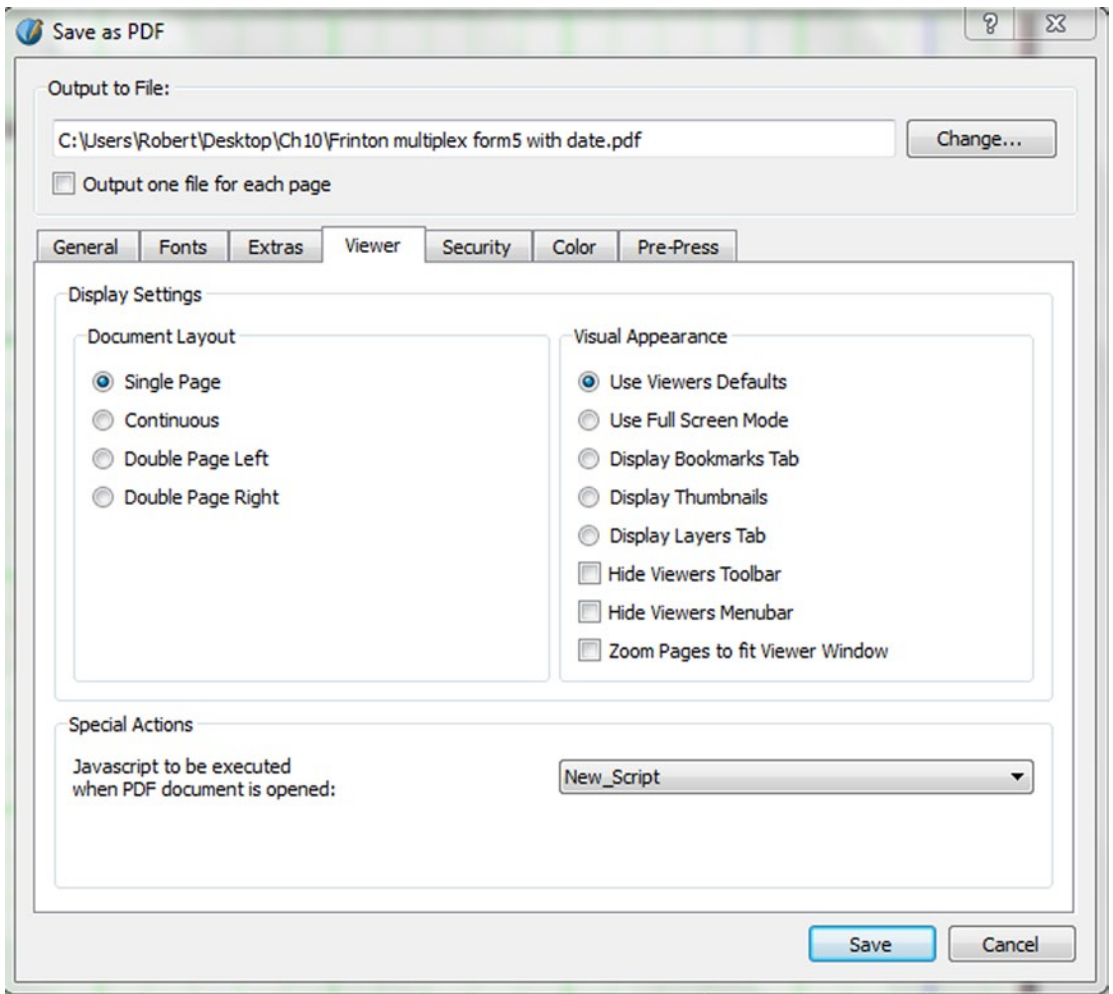 Save as PDF
Output to File:
C:\Users\Robert\Desktop\Ch10\Frinton multiplex form5 with date.pdf
Change...
Output one file for each page
General Fonts Extras Viewer Security Color Pre-Press
Display Settings
Document Layout
Single Page
Continuous
Double Page Left
Double Page Right
Visual Appearance
Use Viewers Defaults
Use Full Screen Mode
Display Bookmarks Tab
Display Thumbnails
Display Layers Tab
Hide Viewers Toolbar
Hide Viewers Menubar
Zoom Pages to fit Viewer Window
Special Actions
Javascript to be executed
when PDF document is opened:
New_Script
Save Cancel